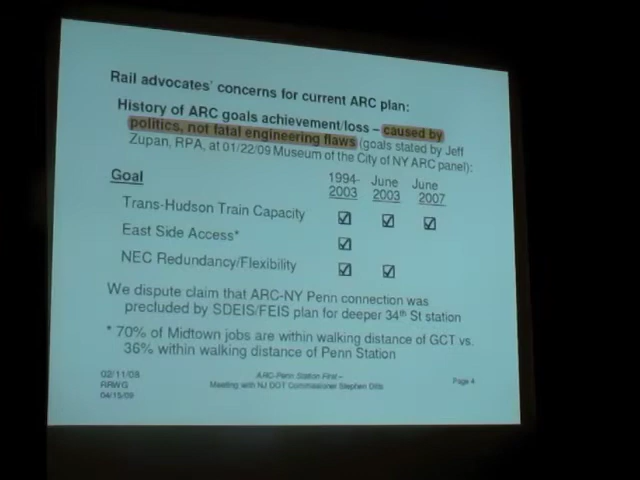 Rail advocates' concerns for current ARC plan:
History of ARC goals achievement/loss – caused by
politics, not fatal engineering flaws (goals stated by Jeff
Zupan, RPA, at 01/22/09 Museum of the City of NY ARC panel):
Goal 1994-2003 June 2003 June 2007
Trans-Hudson Train Capacity ☑ ☑ ☑
East Side Access* ☑
NEC Redundancy/Flexibility ☑ ☑
We dispute claim that ARC-NY Penn connection was
precluded by SDEIS/FEIS plan for deeper 34th St station
* 70% of Midtown jobs are within walking distance of GCT vs.
36% within walking distance of Penn Station
02/11/08
RRWG
04/15/09
ARC-Penn Station First –
Meeting with NJ DOT Commissioner Stephen Dilts
Page 4